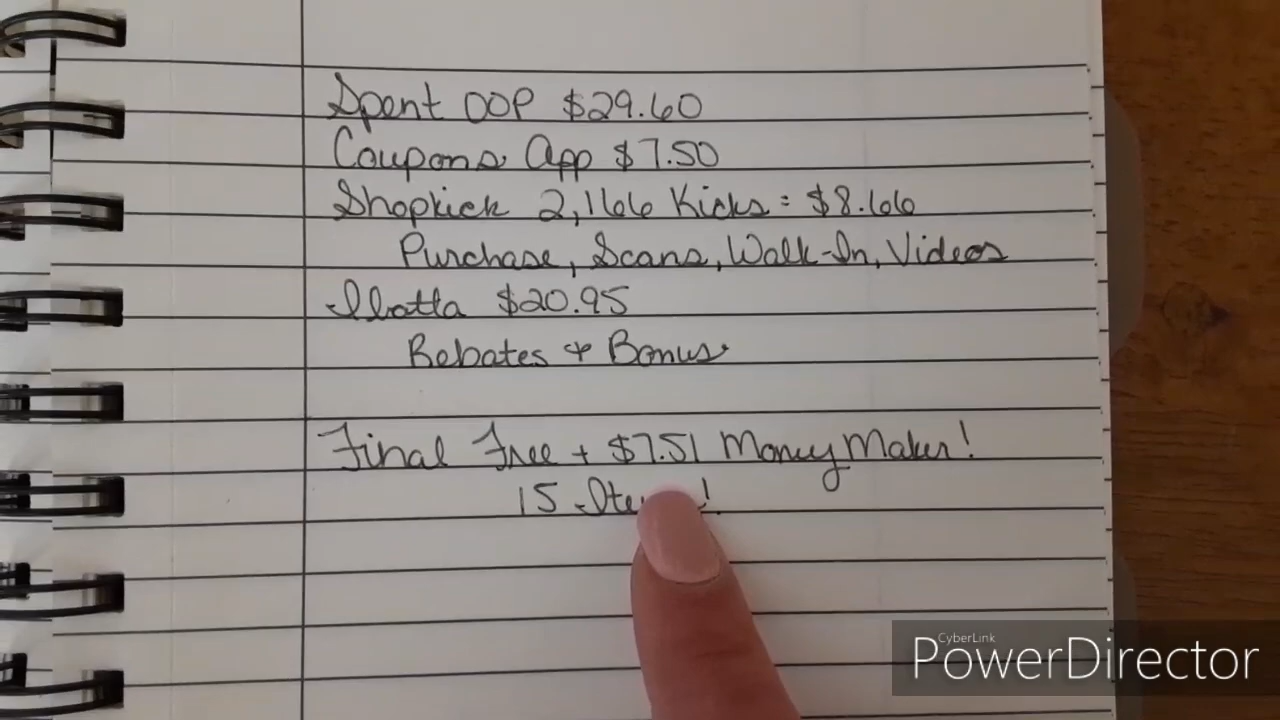 Spent OOP $29.60
Coupons App $7.50
Shopkick 2,166 Kicks = $8.66
Purchase, Scans, Walk-In, Videos
Ibotta $20.95
Rebates + Bonus
Final Free + $7.51 Money Maker!
15 !
CyberLink
PowerDirector